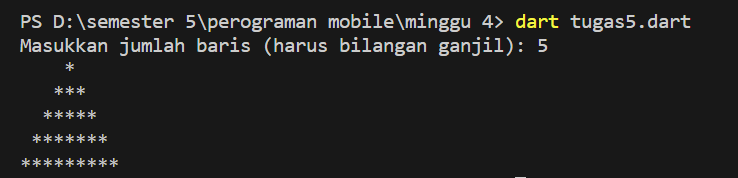 PS D:\semester 5\perograman mobile\minggu 4> dart tugas5.dart
Masukkan jumlah baris (harus bilangan ganjil): 5
    *
   ***
  *****
 *******
*********